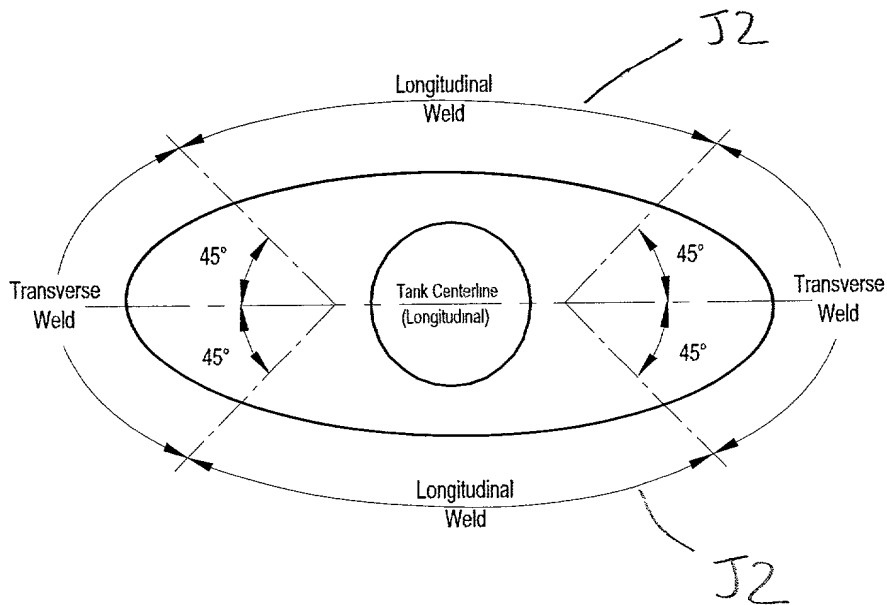 J2
Longitudinal
Weld
45°
45°
Transverse
Weld
Tank Centerline
(Longitudinal)
Transverse
Weld
45°
45°
Longitudinal
Weld
J2